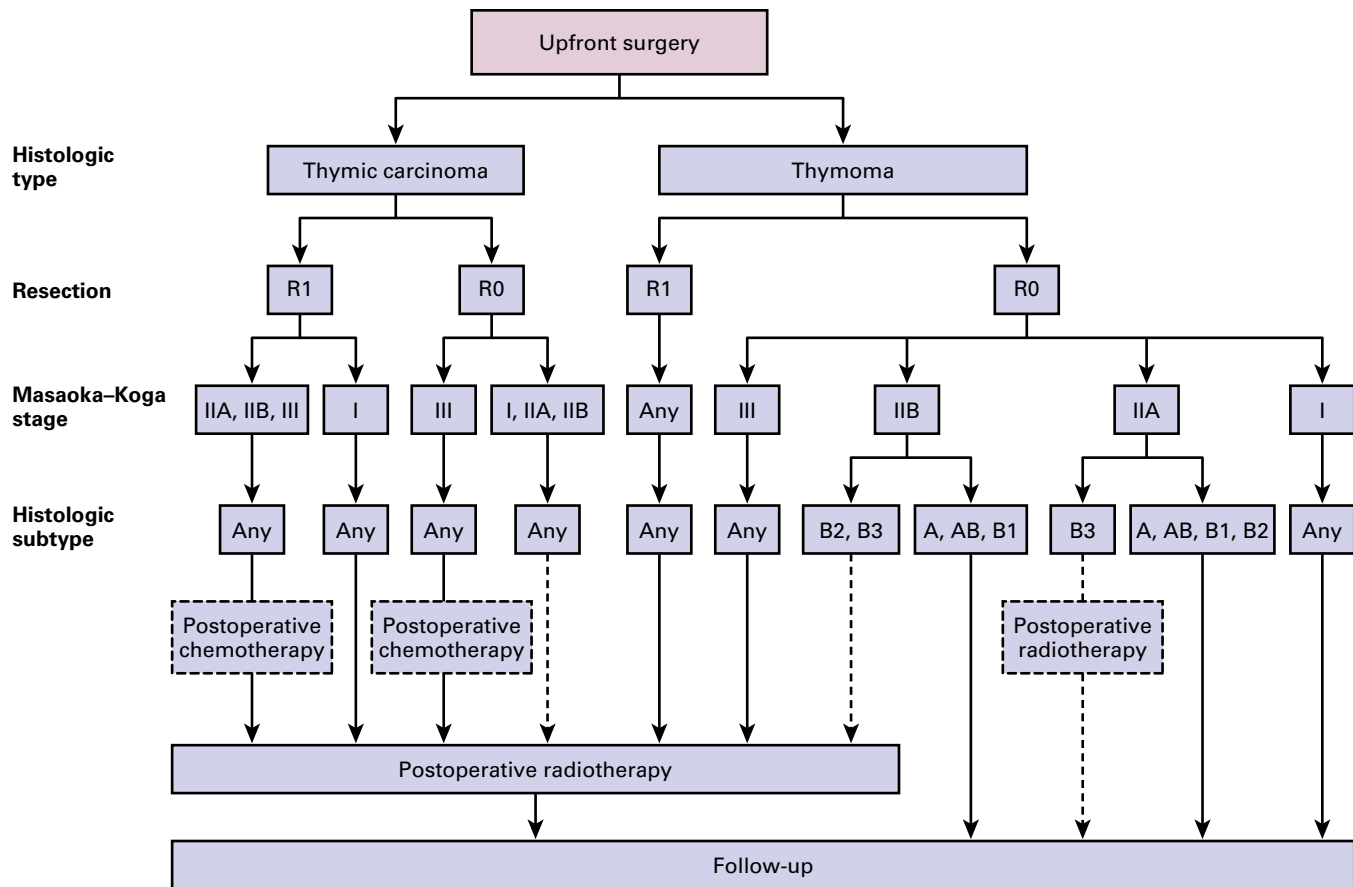 Upfront surgery
Histologic
type
Thymic carcinoma
Thymoma
Resection
R1
R0
R1
R0
Masaoka–Koga
stage
IIA, IIB, III
I
III
I, IIA, IIB
Any
III
IIB
IIA
I
Histologic
subtype
Any
Any
Any
Any
Any
Any
B2, B3
A, AB, B1
B3
A, AB, B1, B2
Any
Postoperative
chemotherapy
Postoperative
chemotherapy
Postoperative
radiotherapy
Postoperative radiotherapy
Follow-up